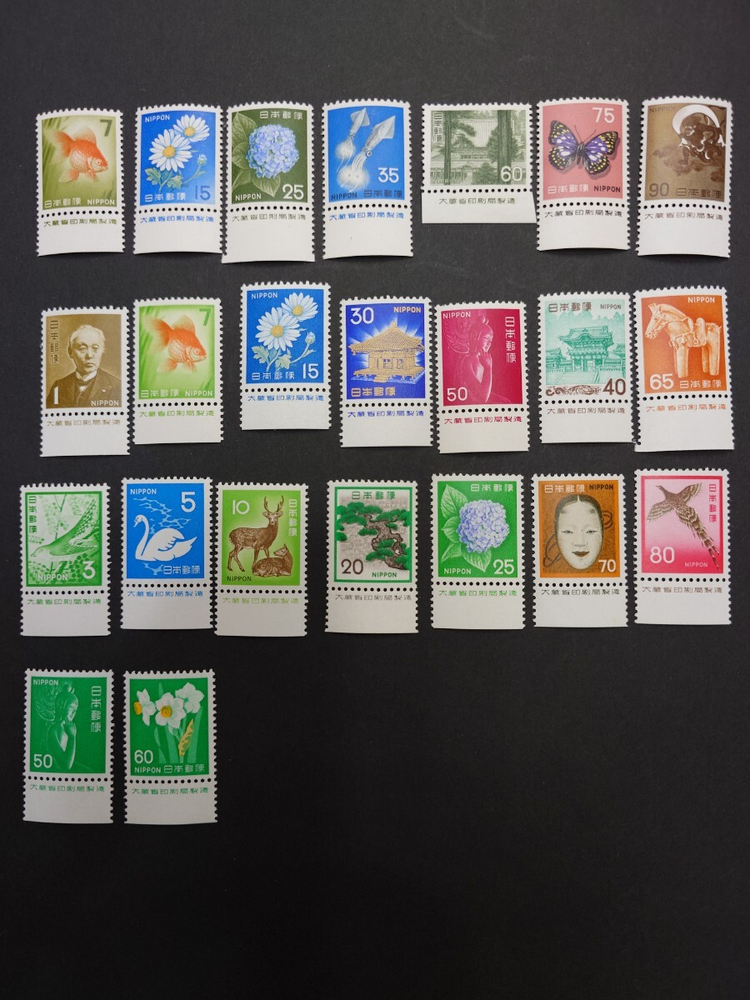 7
日本郵便 NIPPON
大蔵省印刷局製造
NIPPON
日本郵便 15
大蔵省印刷局製造
日本郵便
NIPPON 25
大蔵省印刷局製造
35
日本郵便 NIPPON
大蔵省印刷局製造
日本郵便
NIPPON
60
大蔵省印刷局製造
75
日本郵便 NIPPON
大蔵省印刷局製造
NIPPON
90 日本郵便
大蔵省印刷局製造
日本郵便
1 NIPPON
大蔵省印刷局製造
7
日本郵便 NIPPON
大蔵省印刷局製造
NIPPON
15 日本郵便
大蔵省印刷局製造
30 NIPPON
日本郵便
大蔵省印刷局製造
NIPPON
日本郵便
50
大蔵省印刷局製造
日本郵便 NIPPON
40
大蔵省印刷局製造
NIPPON
65 日本郵便
大蔵省印刷局製造
日本郵便
NIPPON 3
大蔵省印刷局製造
NIPPON 5
日本郵便
大蔵省印刷局製造
10
日本郵便
NIPPON
大蔵省印刷局製造
日本郵便
20 NIPPON
大蔵省印刷局製造
日本郵便
NIPPON 25
大蔵省印刷局製造
日本郵便 NIPPON
70
大蔵省印刷局製造
日本郵便
80 NIPPON
大蔵省印刷局製造
NIPPON
日本郵便
50
大蔵省印刷局製造
60
NIPPON 日本郵便
大蔵省印刷局製造